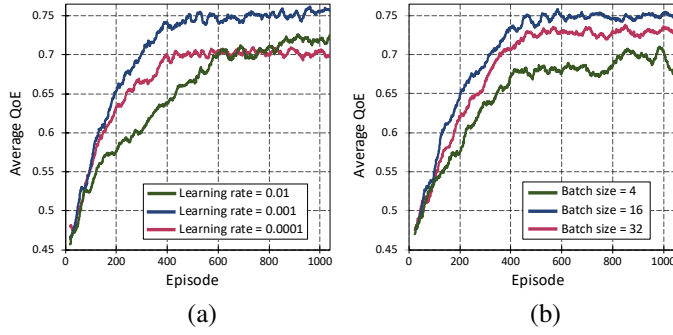 0.75
0.7
0.65
0.6
0.55
0.5
0.45
Average QoE
0 200 400 600 800 1000
Episode
Learning rate = 0.01
Learning rate = 0.001
Learning rate = 0.0001
(a)
0.75
0.7
0.65
0.6
0.55
0.5
0.45
Average QoE
0 200 400 600 800 1000
Episode
Batch size = 4
Batch size = 16
Batch size = 32
(b)